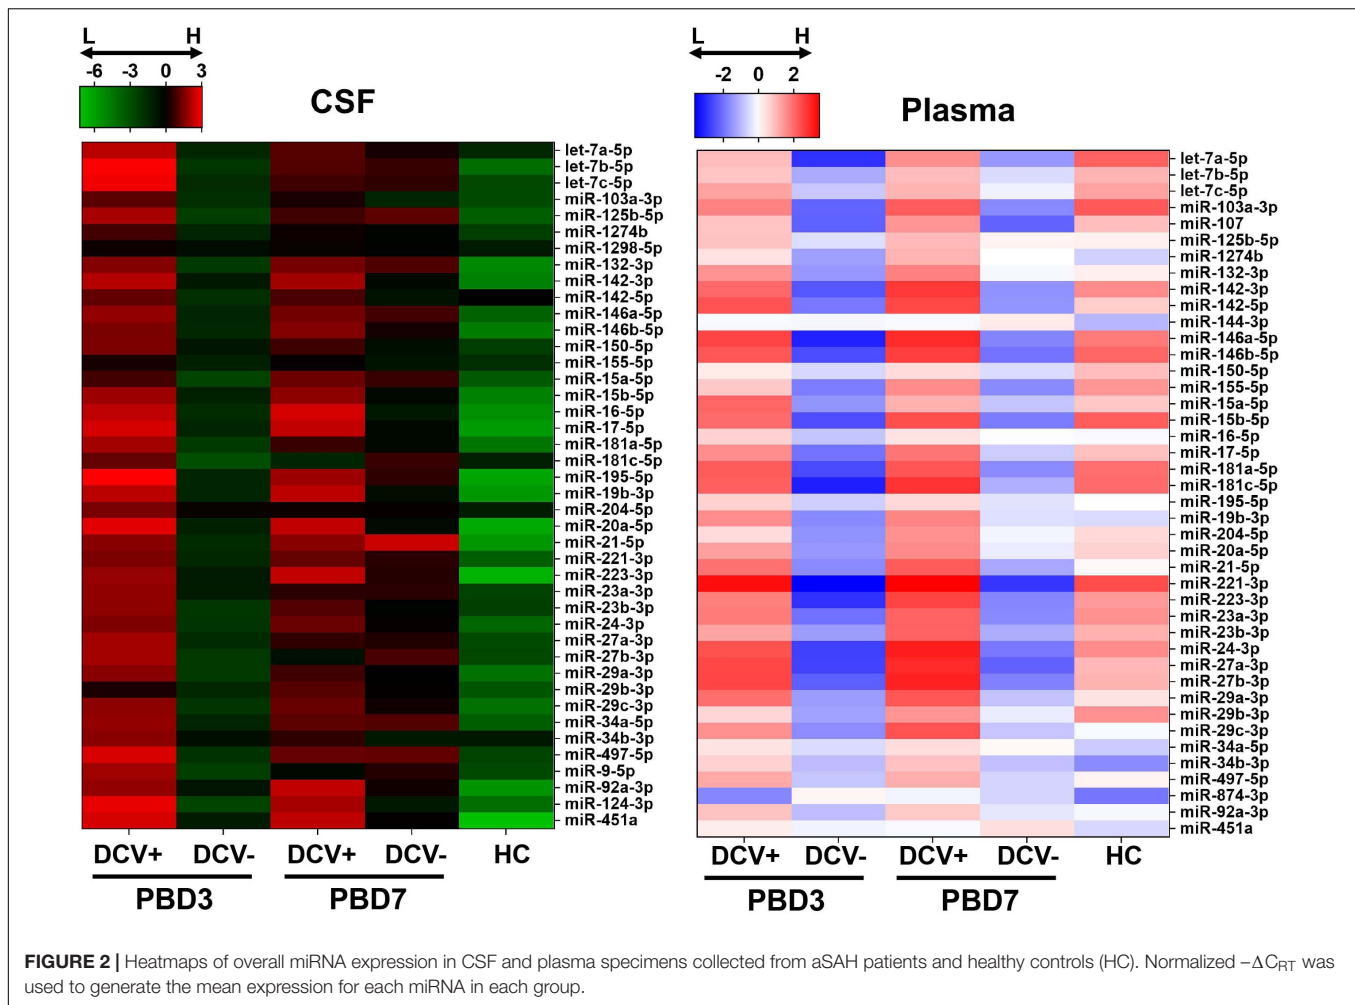 L H
-6 -3 0 3
CSF
let-7a-5p
let-7b-5p
let-7c-5p
miR-103a-3p
miR-125b-5p
miR-1274b
miR-1298-5p
miR-132-3p
miR-142-3p
miR-142-5p
miR-146a-5p
miR-146b-5p
miR-150-5p
miR-155-5p
miR-15a-5p
miR-15b-5p
miR-16-5p
miR-17-5p
miR-181a-5p
miR-181c-5p
miR-195-5p
miR-19b-3p
miR-204-5p
miR-20a-5p
miR-21-5p
miR-221-3p
miR-223-3p
miR-23a-3p
miR-23b-3p
miR-24-3p
miR-27a-3p
miR-27b-3p
miR-29a-3p
miR-29b-3p
miR-29c-3p
miR-34a-5p
miR-34b-3p
miR-497-5p
miR-9-5p
miR-92a-3p
miR-124-3p
miR-451a
DCV+ DCV- DCV+ DCV- HC
PBD3 PBD7
L H
-2 0 2
Plasma
let-7a-5p
let-7b-5p
let-7c-5p
miR-103a-3p
miR-107
miR-125b-5p
miR-1274b
miR-132-3p
miR-142-3p
miR-142-5p
miR-144-3p
miR-146a-5p
miR-146b-5p
miR-150-5p
miR-155-5p
miR-15a-5p
miR-15b-5p
miR-16-5p
miR-17-5p
miR-181a-5p
miR-181c-5p
miR-195-5p
miR-19b-3p
miR-204-5p
miR-20a-5p
miR-21-5p
miR-221-3p
miR-223-3p
miR-23a-3p
miR-23b-3p
miR-24-3p
miR-27a-3p
miR-27b-3p
miR-29a-3p
miR-29b-3p
miR-29c-3p
miR-34a-5p
miR-34b-3p
miR-497-5p
miR-874-3p
miR-92a-3p
miR-451a
DCV+ DCV- DCV+ DCV- HC
PBD3 PBD7
FIGURE 2 | Heatmaps of overall miRNA expression in CSF and plasma specimens collected from aSAH patients and healthy controls (HC). Normalized −ΔCRT was
used to generate the mean expression for each miRNA in each group.